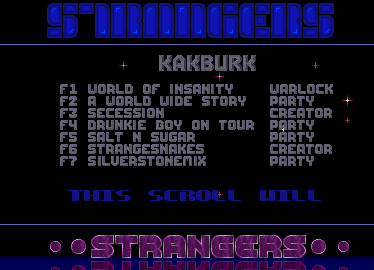 STRANGERS
KAKBURK
F1 WORLD OF INSANITY WARLOCK
F2 A WORLD WIDE STORY PARTY
F3 SECESSION CREATOR
F4 DRUNKIE BOY ON TOUR PARTY
F5 SALT N SUGAR PARTY
F6 STRANGESNAKES CREATOR
F7 SILVERSTONENIX PARTY
THIS SCROLL WILL
STRANGERS